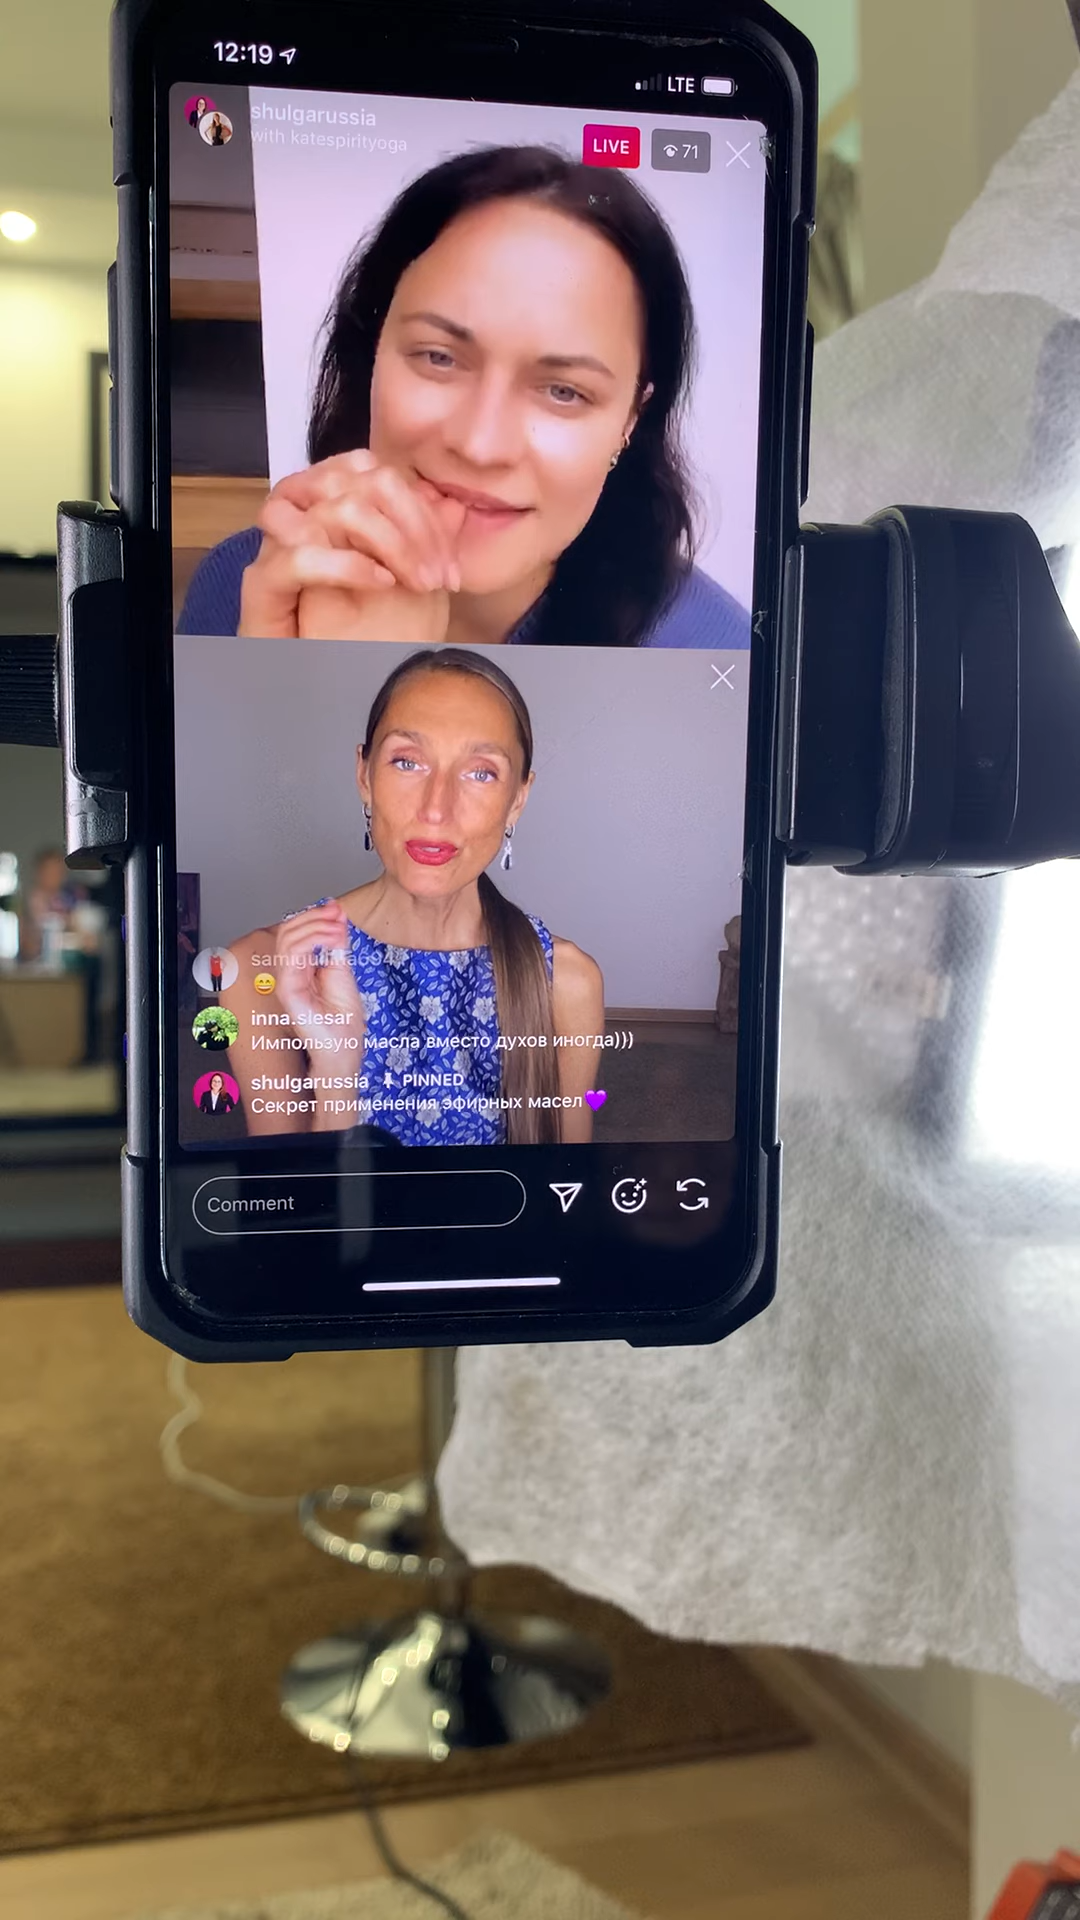 12:19
LTE
shulgarussia
with katespirityoga
LIVE
71
samigullina694
😄
inna.slesar
Импользую масла вместо духов иногда)))
shulgarussia PINNED
Секрет применения эфирных масел💜
Comment